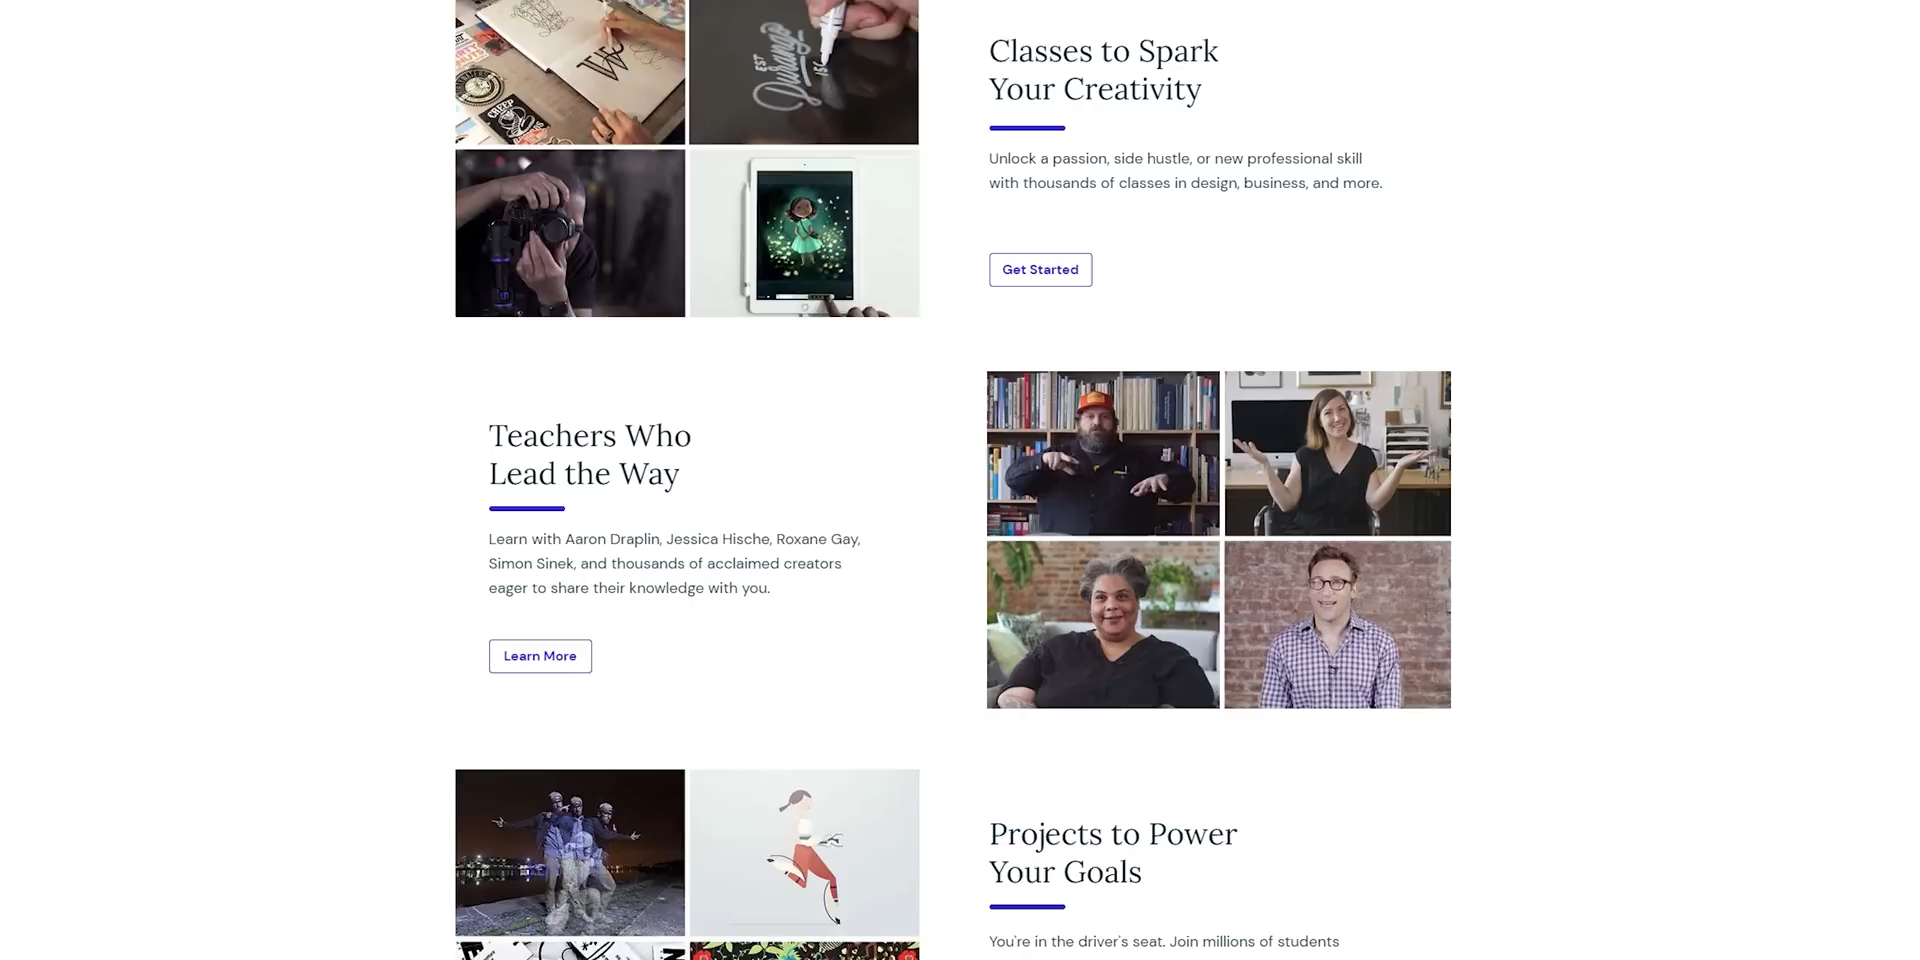 W
CREEP
EST
Durango
Classes to Spark
Your Creativity
Unlock a passion, side hustle, or new professional skill
with thousands of classes in design, business, and more.
Get Started
Teachers Who
Lead the Way
Learn with Aaron Draplin, Jessica Hische, Roxane Gay,
Simon Sinek, and thousands of acclaimed creators
eager to share their knowledge with you.
Learn More
Projects to Power
Your Goals
You're in the driver's seat. Join millions of students